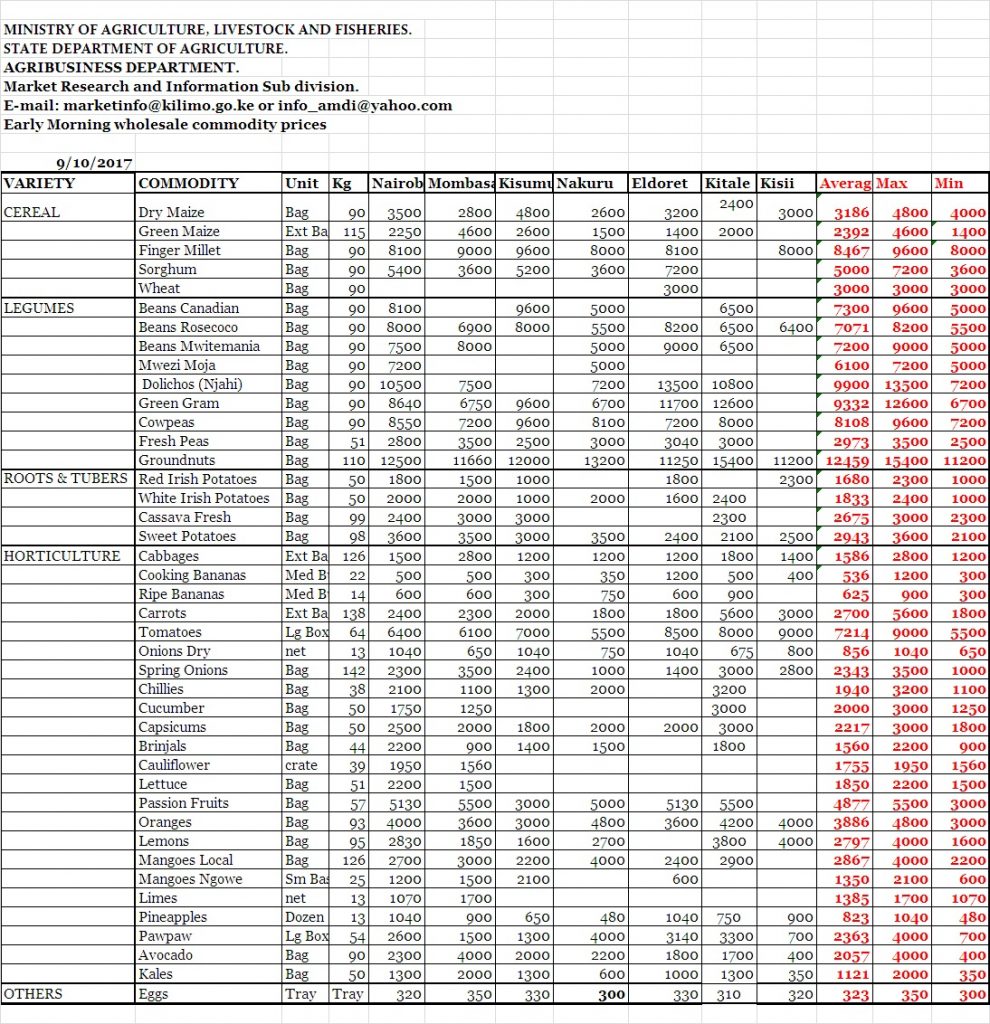 MINISTRY OF AGRICULTURE, LIVESTOCK AND FISHERIES.
STATE DEPARTMENT OF AGRICULTURE.
AGRIBUSINESS DEPARTMENT.
Market Research and Information Sub division.
E-mail: marketinfo@kilimo.go.ke or info_amdi@yahoo.com
Early Morning wholesale commodity prices
9/10/2017
VARIETY COMMODITY Unit Kg Nairob Mombasa Kisumu Nakuru Eldoret Kitale Kisii Averag Max Min
CEREAL Dry Maize Bag 90 3500 2800 4800 2600 3200 2400 3000 3186 4800 4000
Green Maize Ext Ba 115 2250 4600 2600 1500 1400 2000 2392 4600 1400
Finger Millet Bag 90 8100 9000 9600 8000 8100 8000 8467 9600 8000
Sorghum Bag 90 5400 3600 5200 3600 7200 5000 7200 3600
Wheat Bag 90 3000 3000 3000 3000
LEGUMES Beans Canadian Bag 90 8100 9600 5000 6500 7300 9600 5000
Beans Rosecoco Bag 90 8000 6900 8000 5500 8200 6500 6400 7071 8200 5500
Beans Mwitemania Bag 90 7500 8000 5000 9000 6500 7200 9000 5000
Mwezi Moja Bag 90 7200 5000 6100 7200 5000
Dolichos (Njahi) Bag 90 10500 7500 7200 13500 10800 9900 13500 7200
Green Gram Bag 90 8640 6750 9600 6700 11700 12600 9332 12600 6700
Cowpeas Bag 90 8550 7200 9600 8100 7200 8000 8108 9600 7200
Fresh Peas Bag 51 2800 3500 2500 3000 3040 3000 2973 3500 2500
Groundnuts Bag 110 12500 11660 12000 13200 11250 15400 11200 12459 15400 11200
ROOTS & TUBERS Red Irish Potatoes Bag 50 1800 1500 1000 1800 2300 1680 2300 1000
White Irish Potatoes Bag 50 2000 2000 1000 2000 1600 2400 1833 2400 1000
Cassava Fresh Bag 99 2400 3000 3000 2300 2675 3000 2300
Sweet Potatoes Bag 98 3600 3500 3000 3500 2400 2100 2500 2943 3600 2100
HORTICULTURE Cabbages Ext Ba 126 1500 2800 1200 1200 1200 1800 1400 1586 2800 1200
Cooking Bananas Med B 22 500 500 300 350 1200 500 400 536 1200 300
Ripe Bananas Med B 14 600 600 300 750 600 900 625 900 300
Carrots Ext Ba 138 2400 2300 2000 1800 1800 5600 3000 2700 5600 1800
Tomatoes Lg Box 64 6400 6100 7000 5500 8500 8000 9000 7214 9000 5500
Onions Dry net 13 1040 650 1040 750 1040 675 800 856 1040 650
Spring Onions Bag 142 2300 3500 2400 1000 1400 3000 2800 2343 3500 1000
Chillies Bag 38 2100 1100 1300 2000 3200 1940 3200 1100
Cucumber Bag 50 1750 1250 3000 2000 3000 1250
Capsicums Bag 50 2500 2000 1800 2000 2000 3000 2217 3000 1800
Brinjals Bag 44 2200 900 1400 1500 1800 1560 2200 900
Cauliflower crate 39 1950 1560 1755 1950 1560
Lettuce Bag 51 2200 1500 1850 2200 1500
Passion Fruits Bag 57 5130 5500 3000 5000 5130 5500 4877 5500 3000
Oranges Bag 93 4000 3600 3000 4800 3600 4200 4000 3886 4800 3000
Lemons Bag 95 2830 1850 1600 2700 3800 4000 2797 4000 1600
Mangoes Local Bag 126 2700 3000 2200 4000 2400 2900 2867 4000 2200
Mangoes Ngowe Sm Bas 25 1200 1500 2100 600 1350 2100 600
Limes net 13 1070 1700 1385 1700 1070
Pineapples Dozen 13 1040 900 650 480 1040 750 900 823 1040 480
Pawpaw Lg Box 54 2600 1500 1300 4000 3140 3300 700 2363 4000 700
Avocado Bag 90 2300 4000 2000 2200 1800 1700 400 2057 4000 400
Kales Bag 50 1300 2000 1300 600 1000 1300 350 1121 2000 350
OTHERS Eggs Tray Tray 320 350 330 300 330 310 320 323 350 300